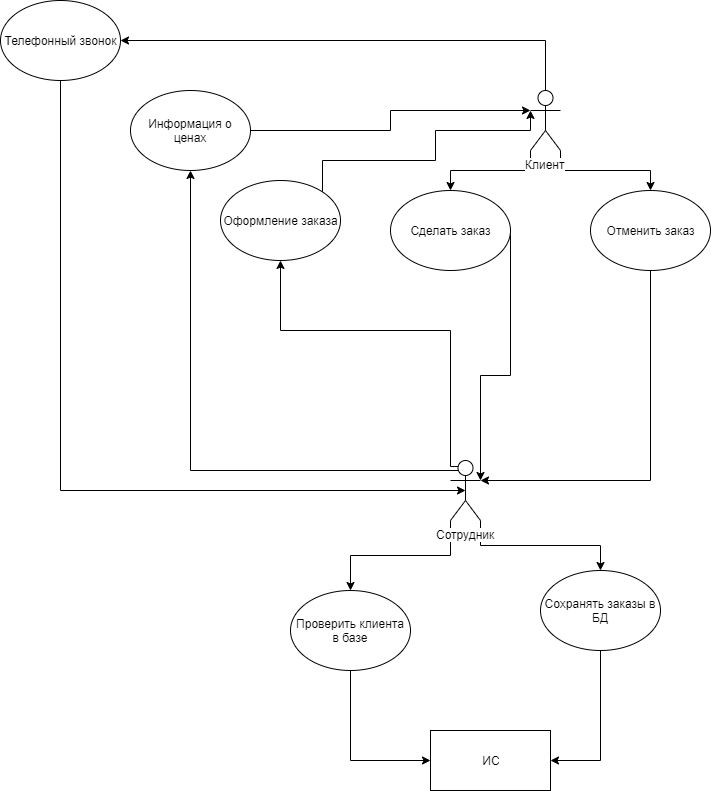 Телефонный звонок
Информация о
ценах
Клиент
Оформление заказа
Сделать заказ
Отменить заказ
Сотрудник
Проверить клиента
в базе
Сохранять заказы в
БД
ИС